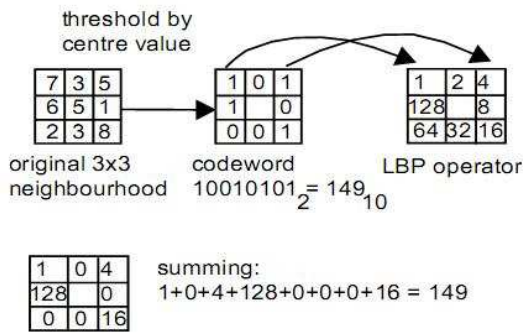 threshold by
centre value
7 3 5
6 5 1
2 3 8
1 0 1
1 0
0 0 1
1 2 4
128 8
64 32 16
original 3x3
neighbourhood
codeword
10010101₂ = 149₁₀
LBP operator
1 0 4
128 0
0 0 16
summing:
1+0+4+128+0+0+0+16 = 149